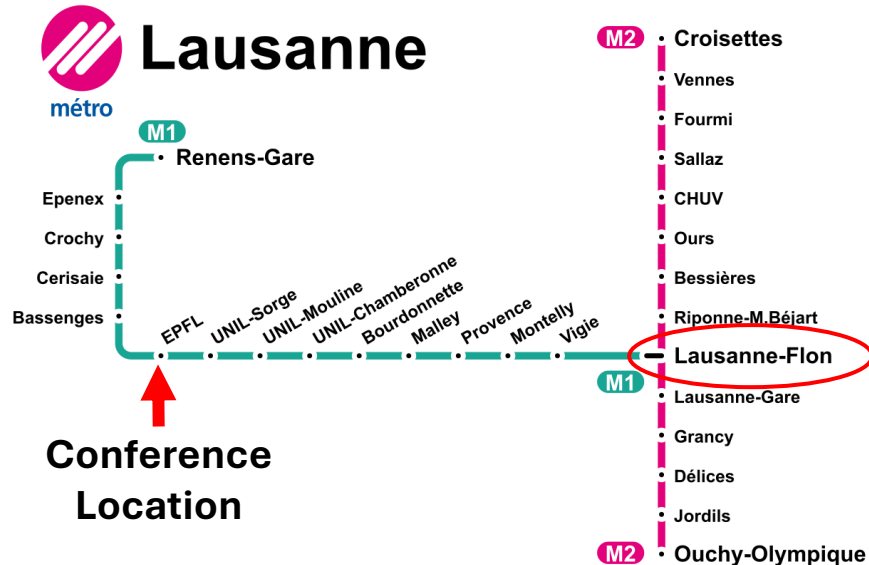 Lausanne
métro
M1
Renens-Gare
Epenex
Crochy
Cerisaie
Bassenges
EPFL
UNIL-Sorge
UNIL-Mouline
UNIL-Chamberonne
Bourdonnette
Malley
Provence
Montelly
Vigie
M1
Conference
Location
M2
Croisettes
Vennes
Fourmi
Sallaz
CHUV
Ours
Bessières
Riponne-M.Béjart
Lausanne-Flon
Lausanne-Gare
Grancy
Délices
Jordils
M2
Ouchy-Olympique